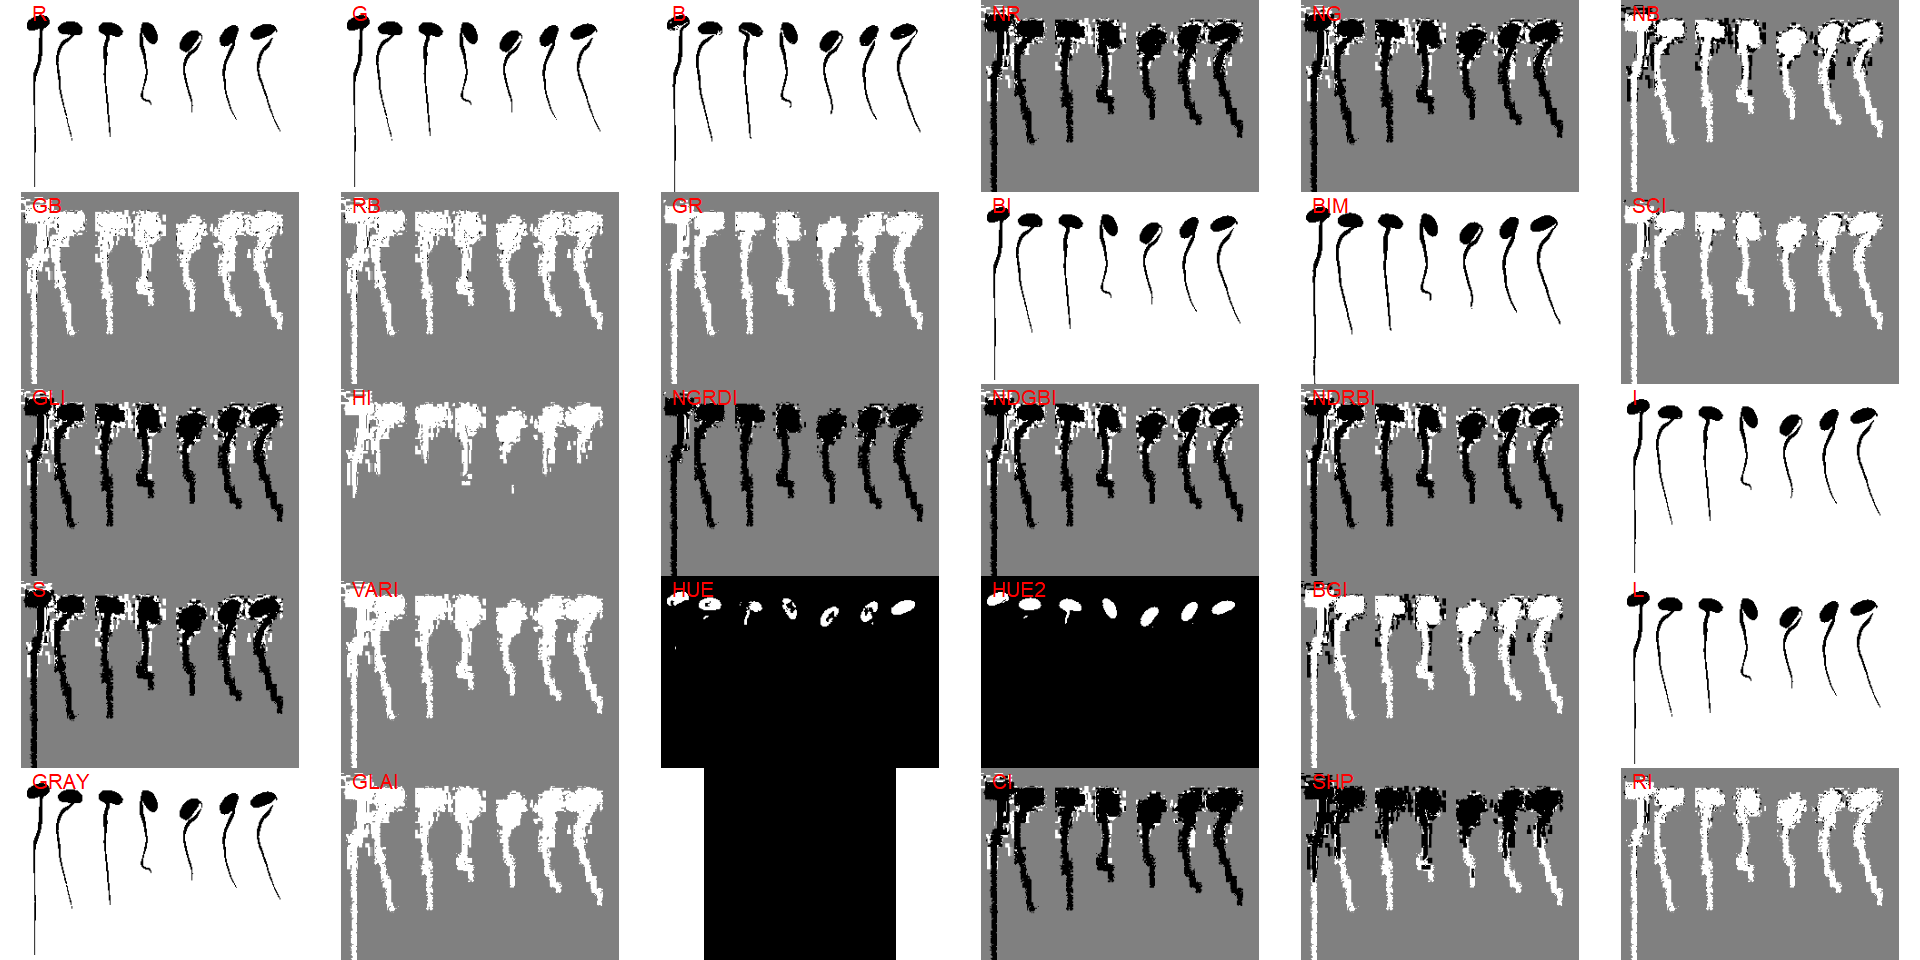 R
G
B
NR
NG
NB
GB
RB
GR
BI
BIM
SCI
GLI
HI
NGRDI
NDGBI
NDRBI
I
S
VARI
HUE
HUE2
BGI
L
GRAY
GLAI
CI
SHP
RI